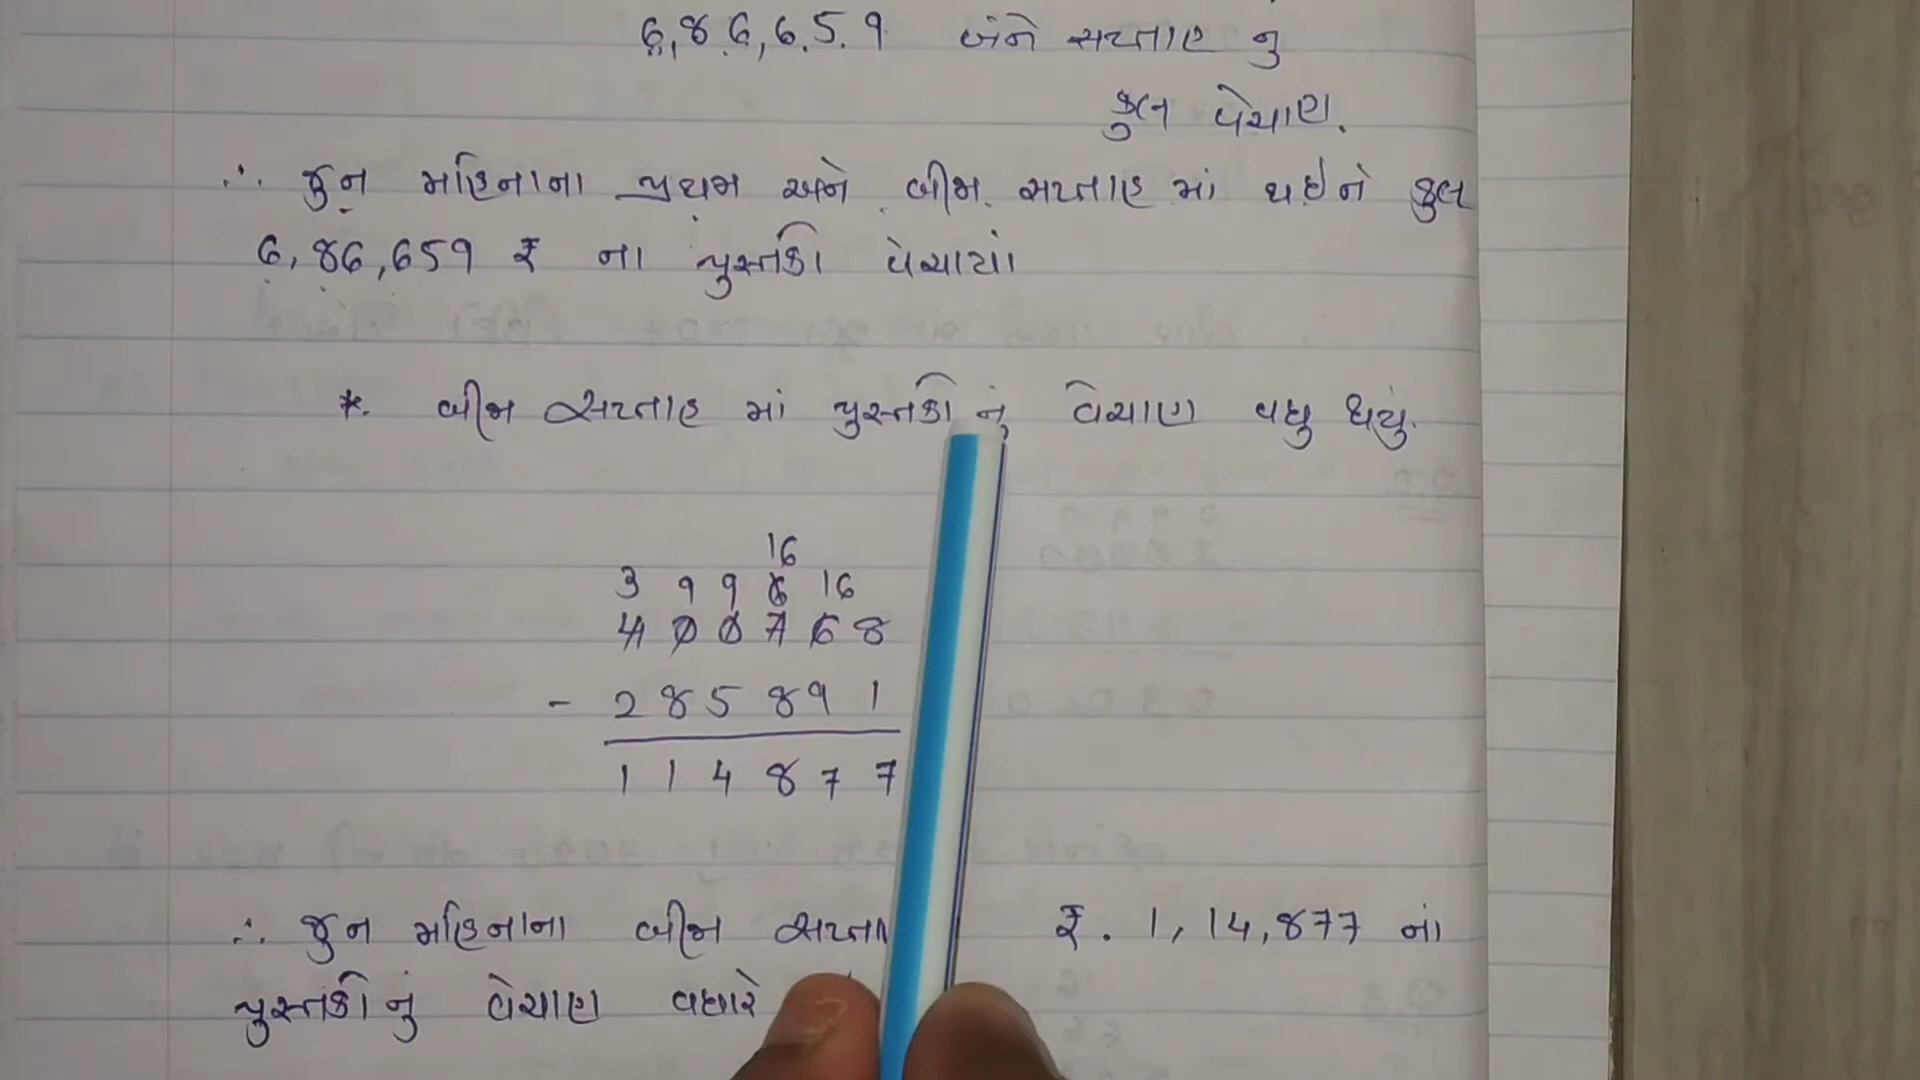 6,86,659 બંને સપ્તાહ નુ
કુલ વેચાણ.
∴ જુન મહિનાના પ્રથમ અને બીજા સપ્તાહ માં થઈને કુલ
6,86,659 ₹ ના પુસ્તકો વેચાયાં
*. બીજા સપ્તાહ માં પુસ્તકો નું વેચાણ વધુ થયું.
16
3 9 9 6 16
4 0 0 7 6 8
- 2 8 5 8 9 1
1 1 4 8 7 7
∴ જુન મહિનાના બીજા સપ્તા ₹. 1,14,877 નાં
પુસ્તકો નું વેચાણ વધારે